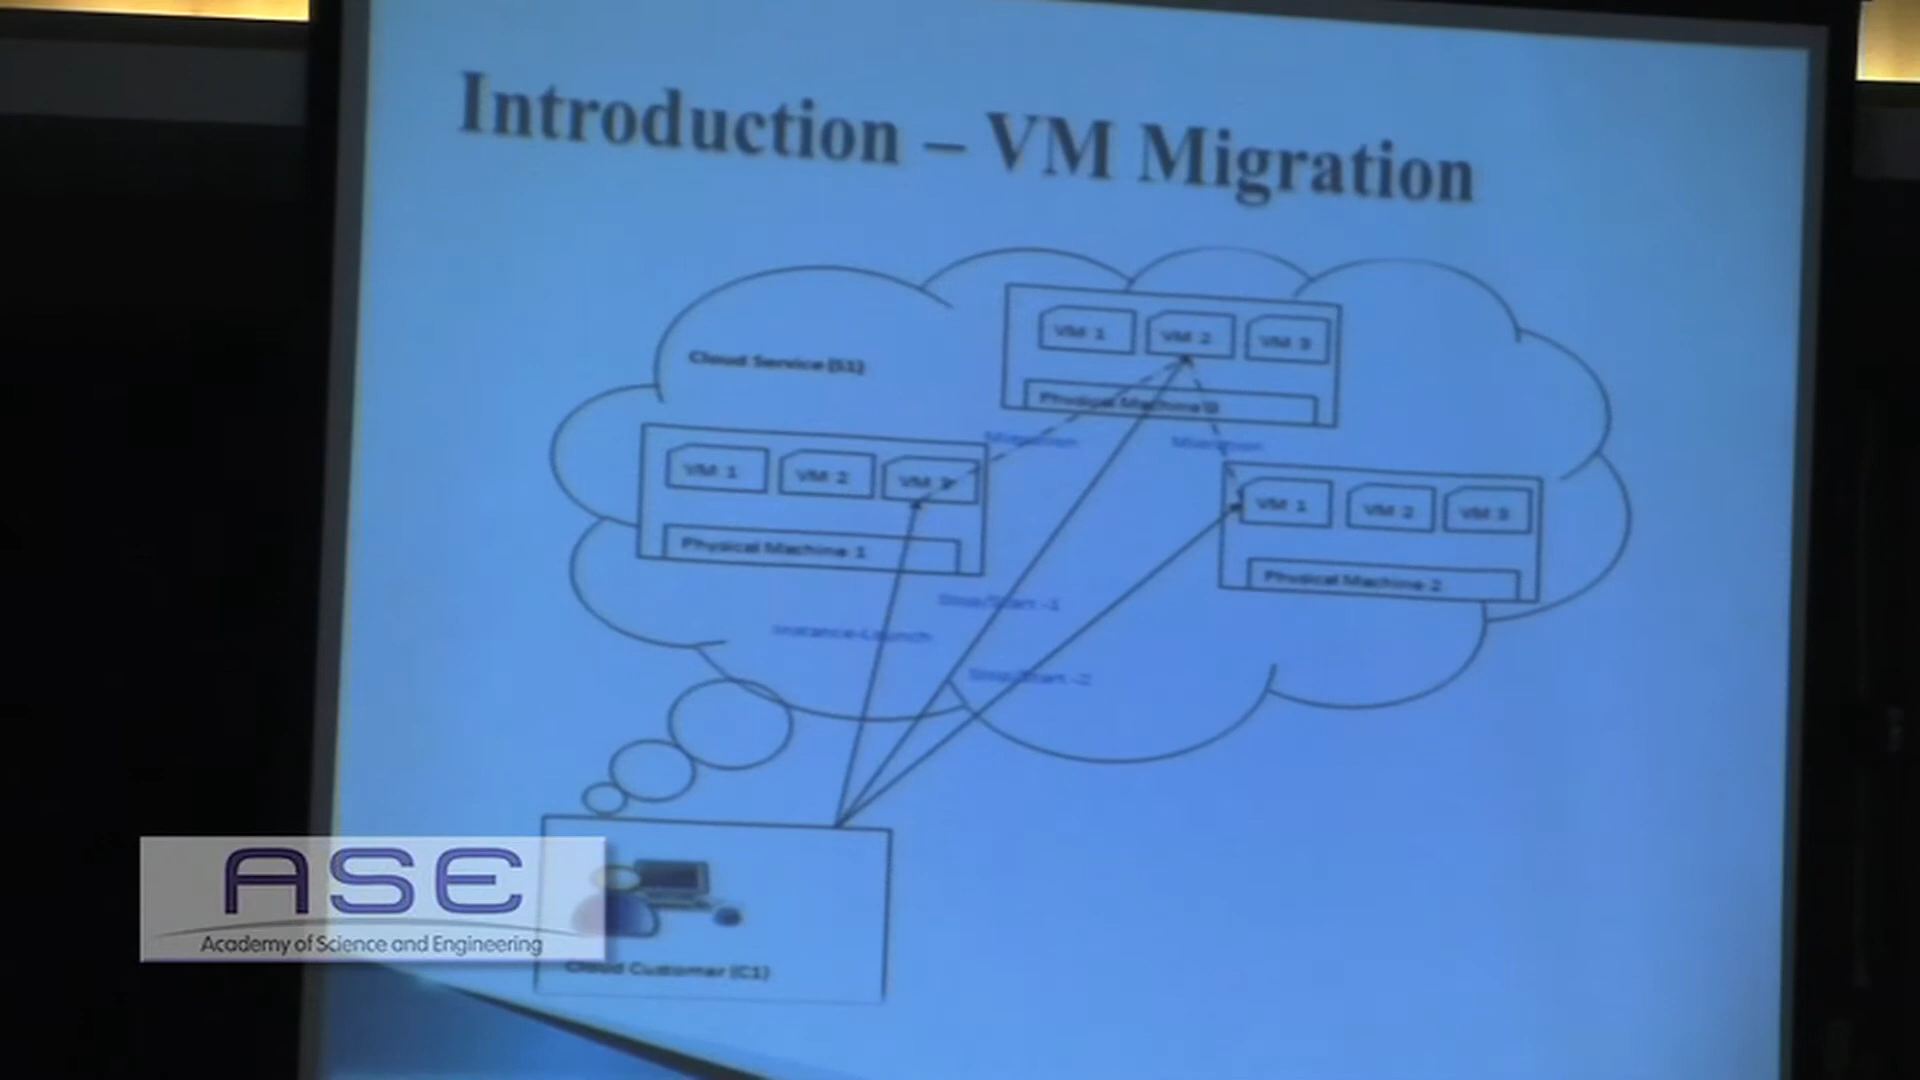 Introduction – VM Migration
VM 1 VM 2 VM 3
Cloud Service (S1)
Physical Machine
Migration Migration
VM 1 VM 2 VM 3
VM 1 VM 2 VM 3
Physical Machine 1
Physical Machine 2
Stop/Start -1
Instance-Launch
Stop/Start -2
ASE
Academy of Science and Engineering
Cloud Customer (C1)